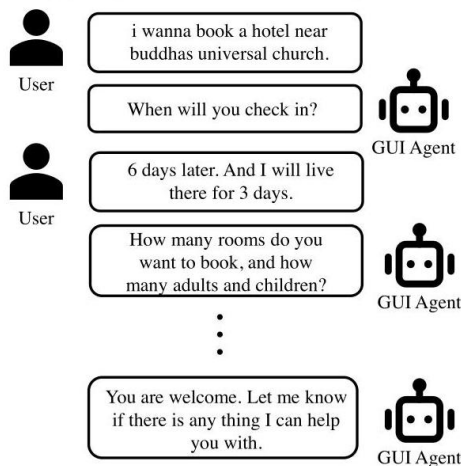 i wanna book a hotel near
buddhas universal church.
User
When will you check in?
GUI Agent
6 days later. And I will live
there for 3 days.
User
How many rooms do you
want to book, and how
many adults and children?
GUI Agent
You are welcome. Let me know
if there is any thing I can help
you with.
GUI Agent